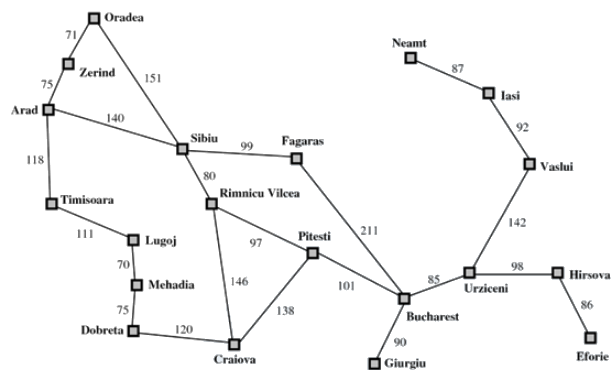 Oradea
71
Neamt
87
Zerind
151
Iasi
75
140
92
Arad
Sibiu
99
Fagaras
118
80
Vaslui
Timisoara
Rimnicu Vilcea
111
Lugoj
97
Pitesti
211
142
70
Mehadia
146
101
85
98
Hirsova
Urziceni
75
138
86
Bucharest
Dobreta
120
90
Craiova
Giurgiu
Eforie